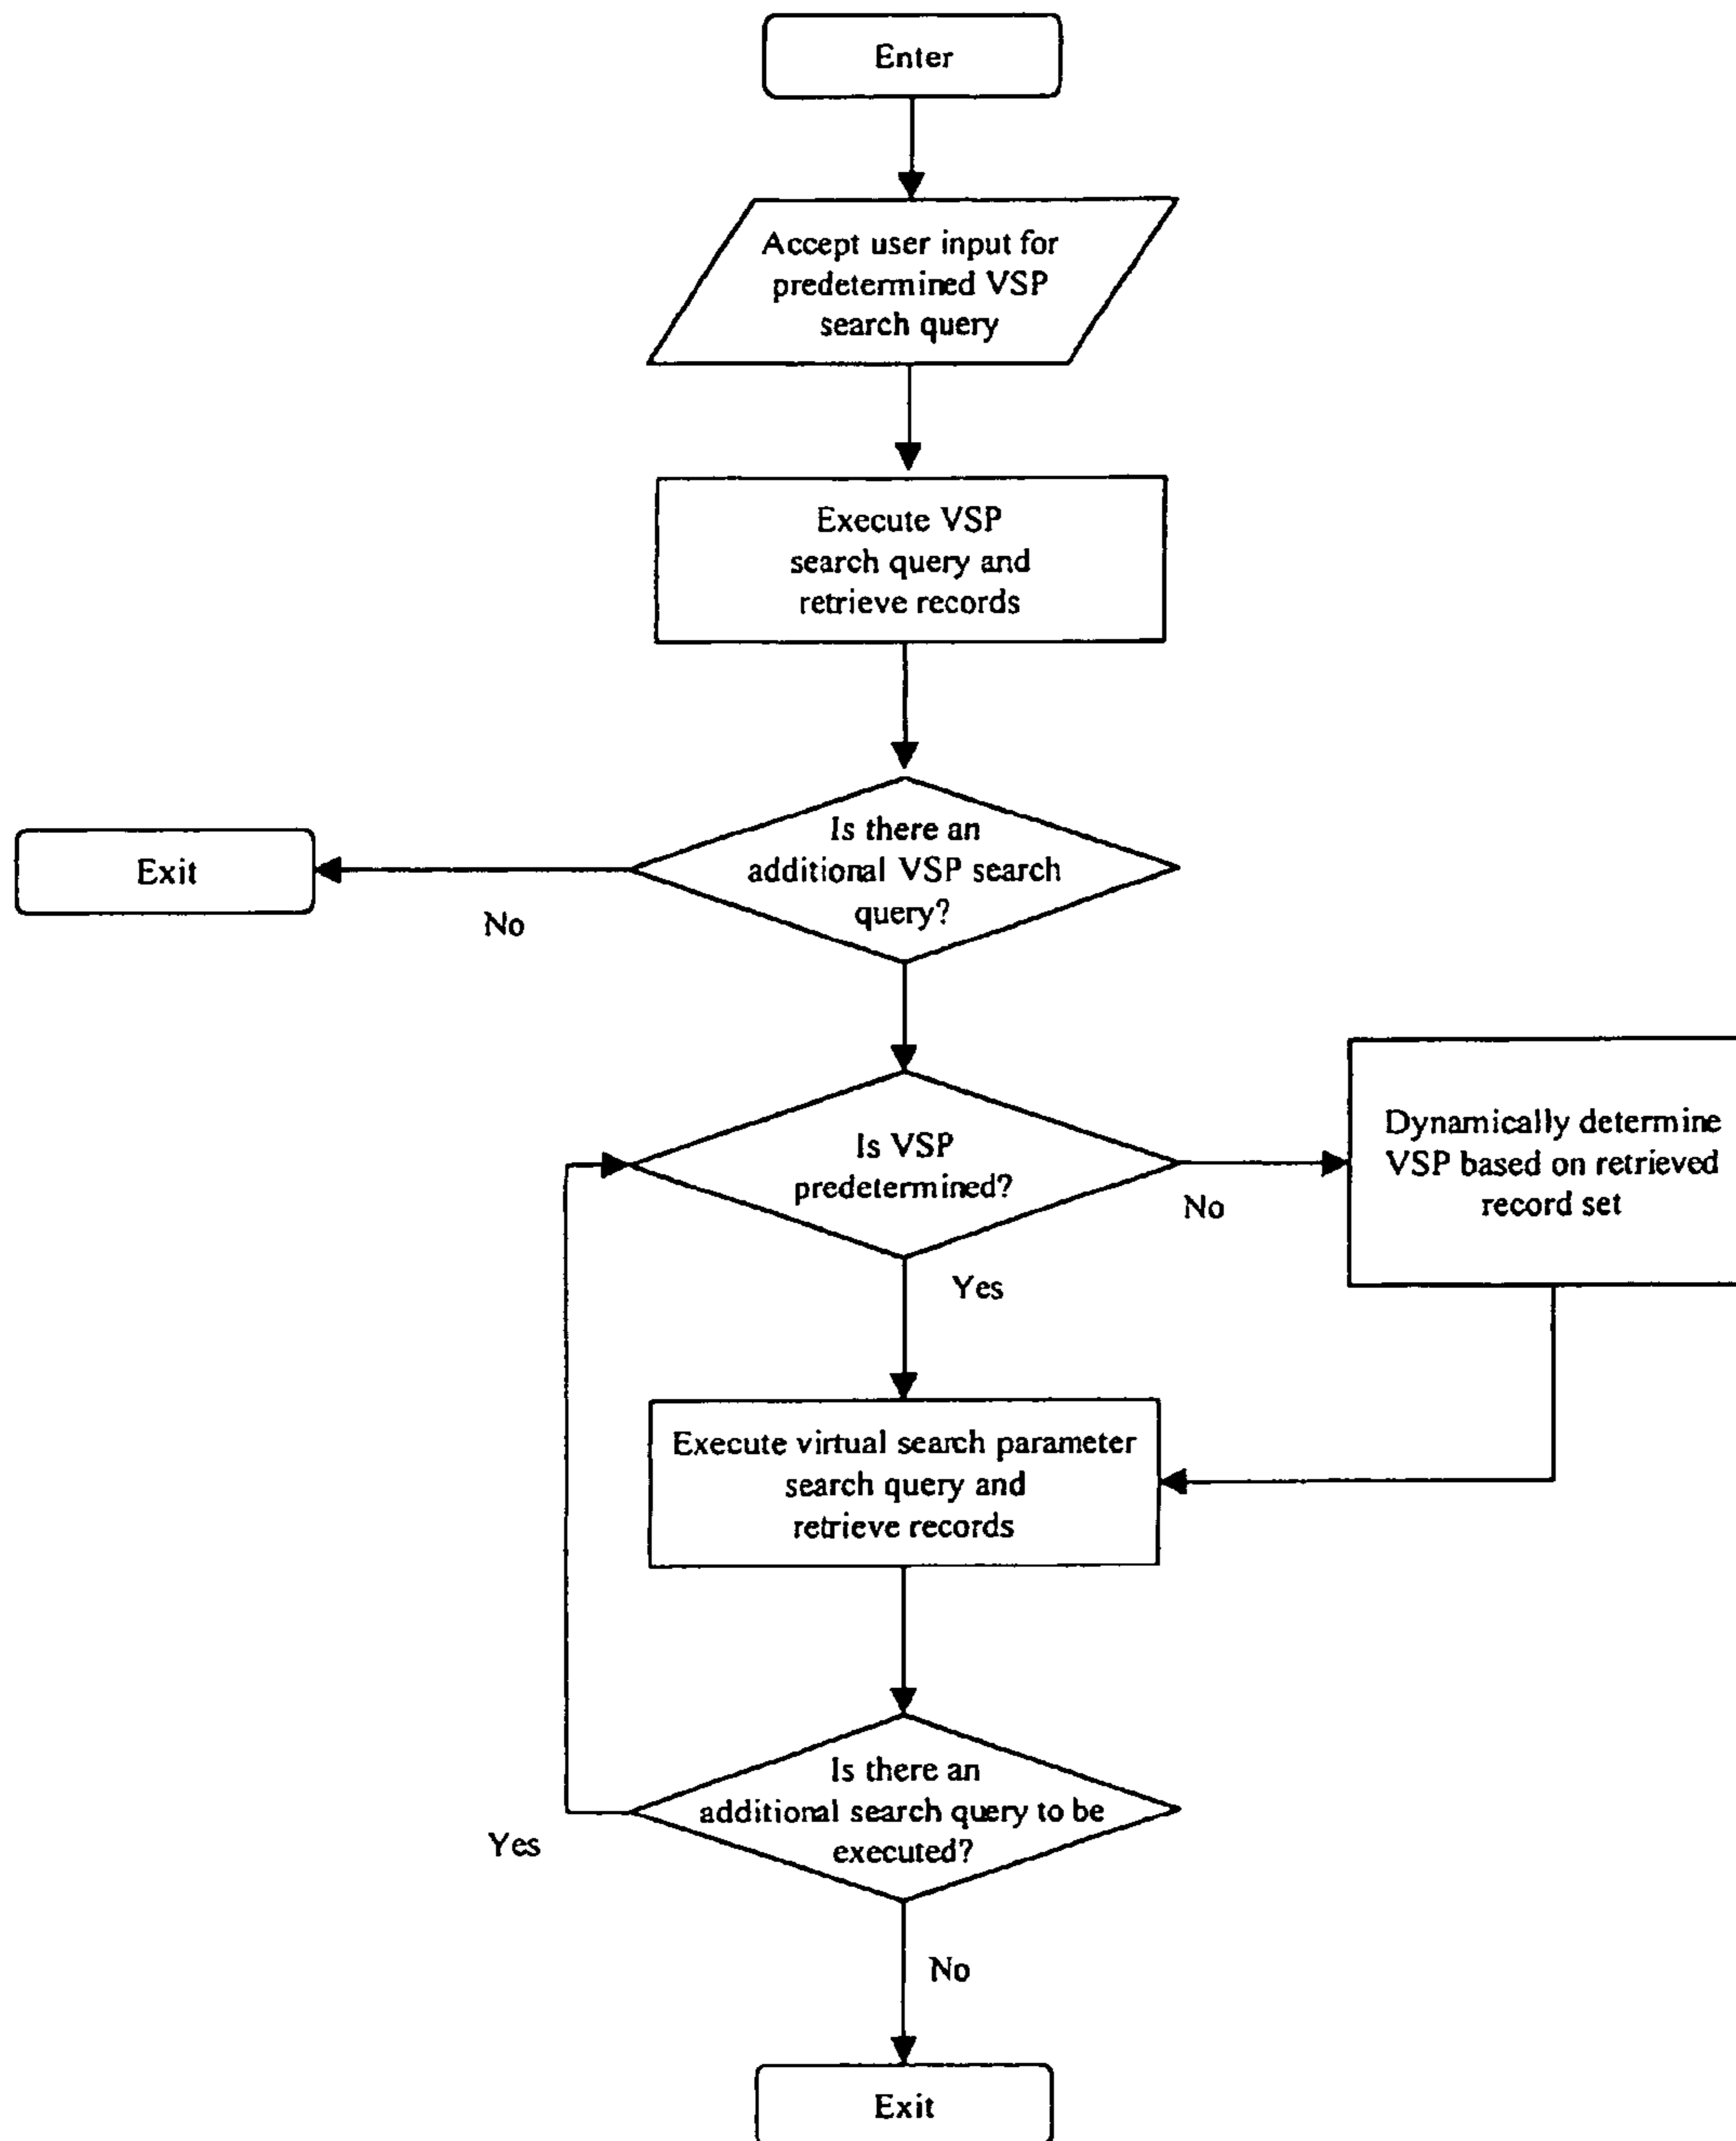 Enter
Accept user input for
predetermined VSP
search query
Execute VSP
search query and
retrieve records
Is there an
additional VSP search
query?
Exit
No
Is VSP
predetermined?
No
Dynamically determine
VSP based on retrieved
record set
Yes
Execute virtual search parameter
search query and
retrieve records
Is there an
additional search query to be
executed?
Yes
No
Exit